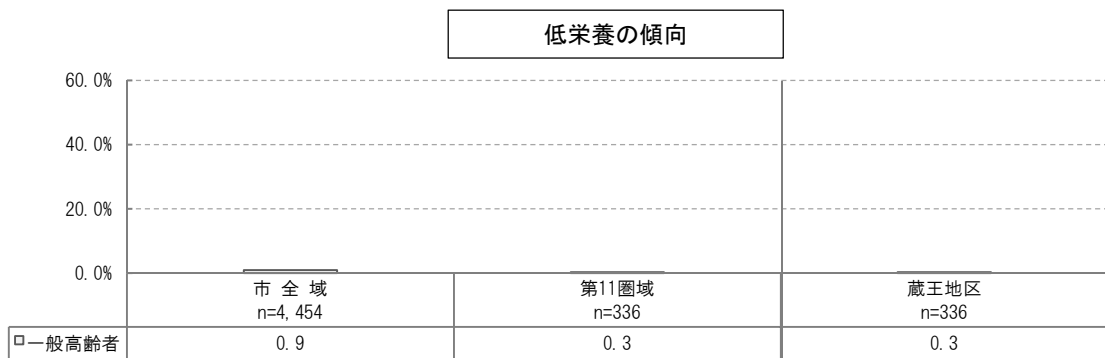 低栄養の傾向
60.0%
40.0%
20.0%
0.0%
市 全 域 第11圏域 蔵王地区
n=4,454 n=336 n=336
一般高齢者 0.9 0.3 0.3